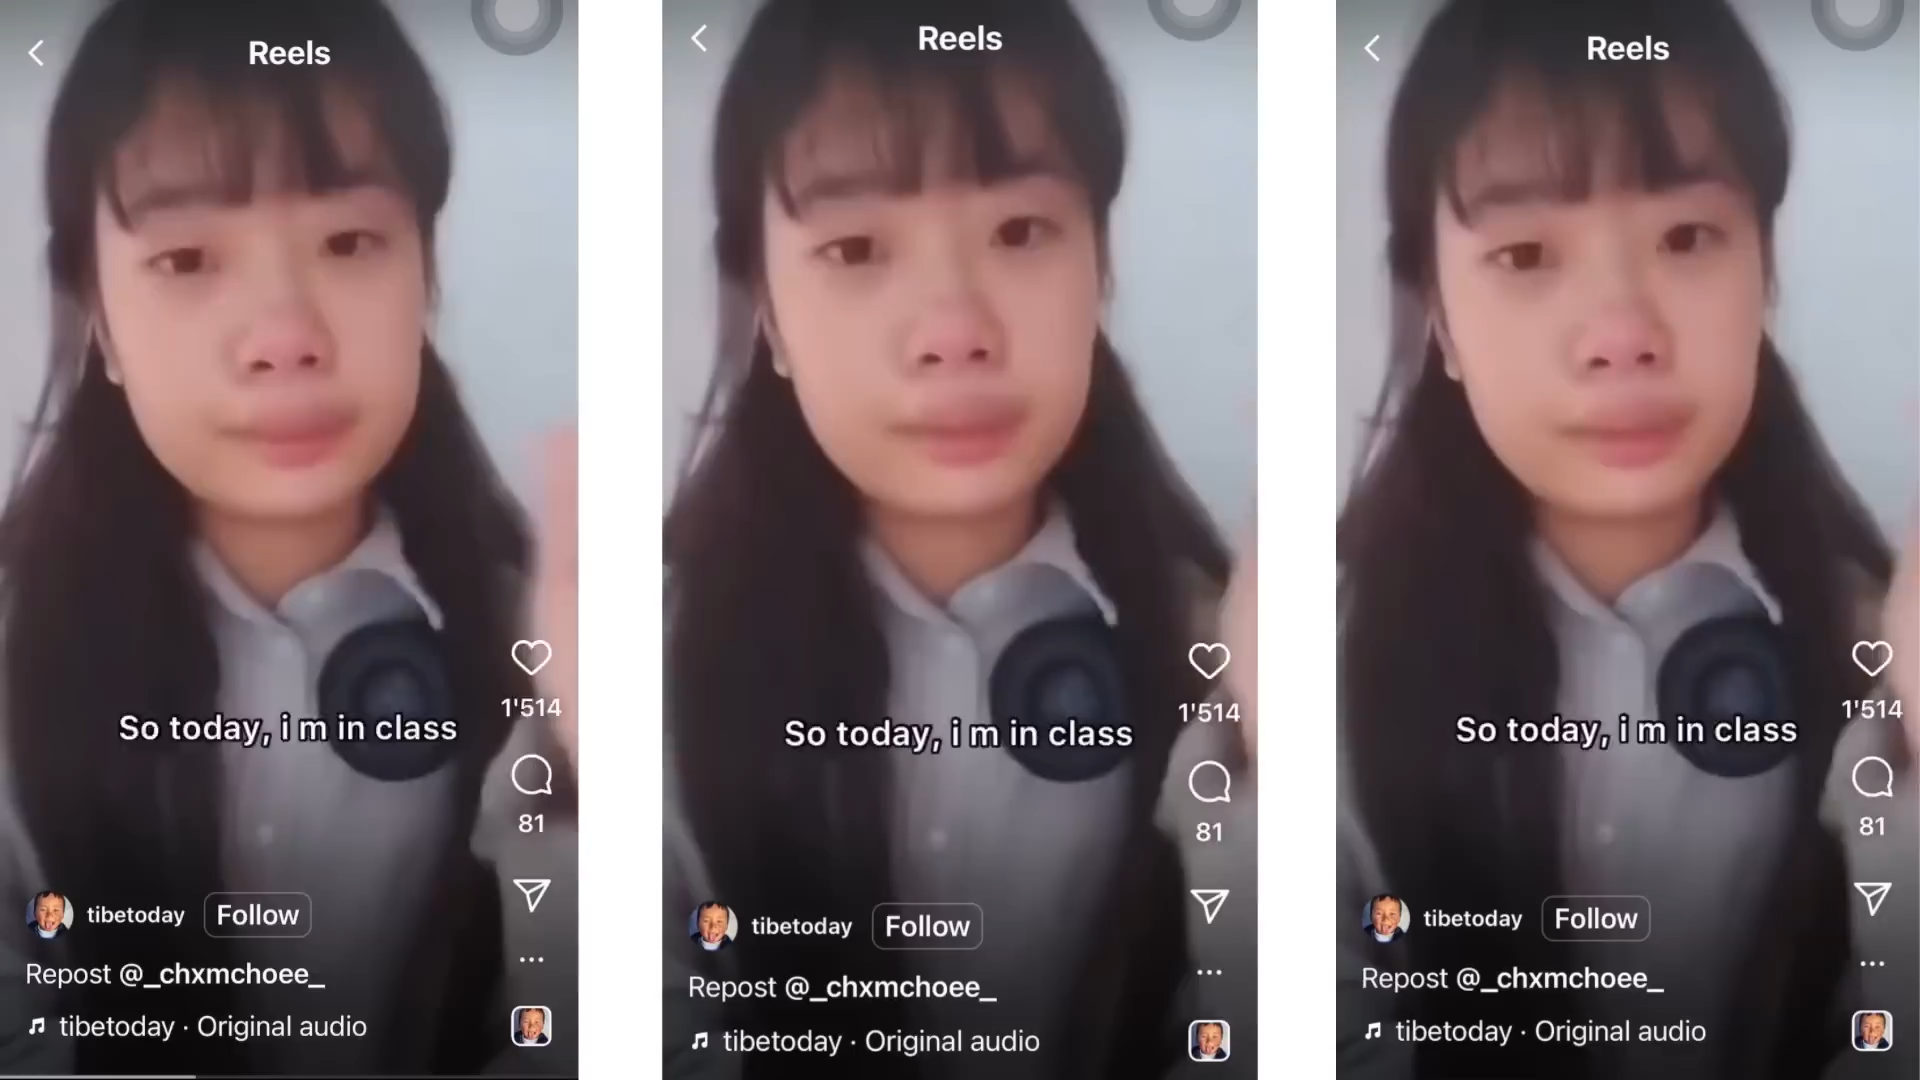 Reels
1'514
So today, i m in class
81
tibetoday Follow
Repost @_chxmchoee_
tibetoday · Original audio
Reels
1'514
So today, i m in class
81
tibetoday Follow
Repost @_chxmchoee_
tibetoday · Original audio
Reels
1'514
So today, i m in class
81
tibetoday Follow
Repost @_chxmchoee_
tibetoday · Original audio